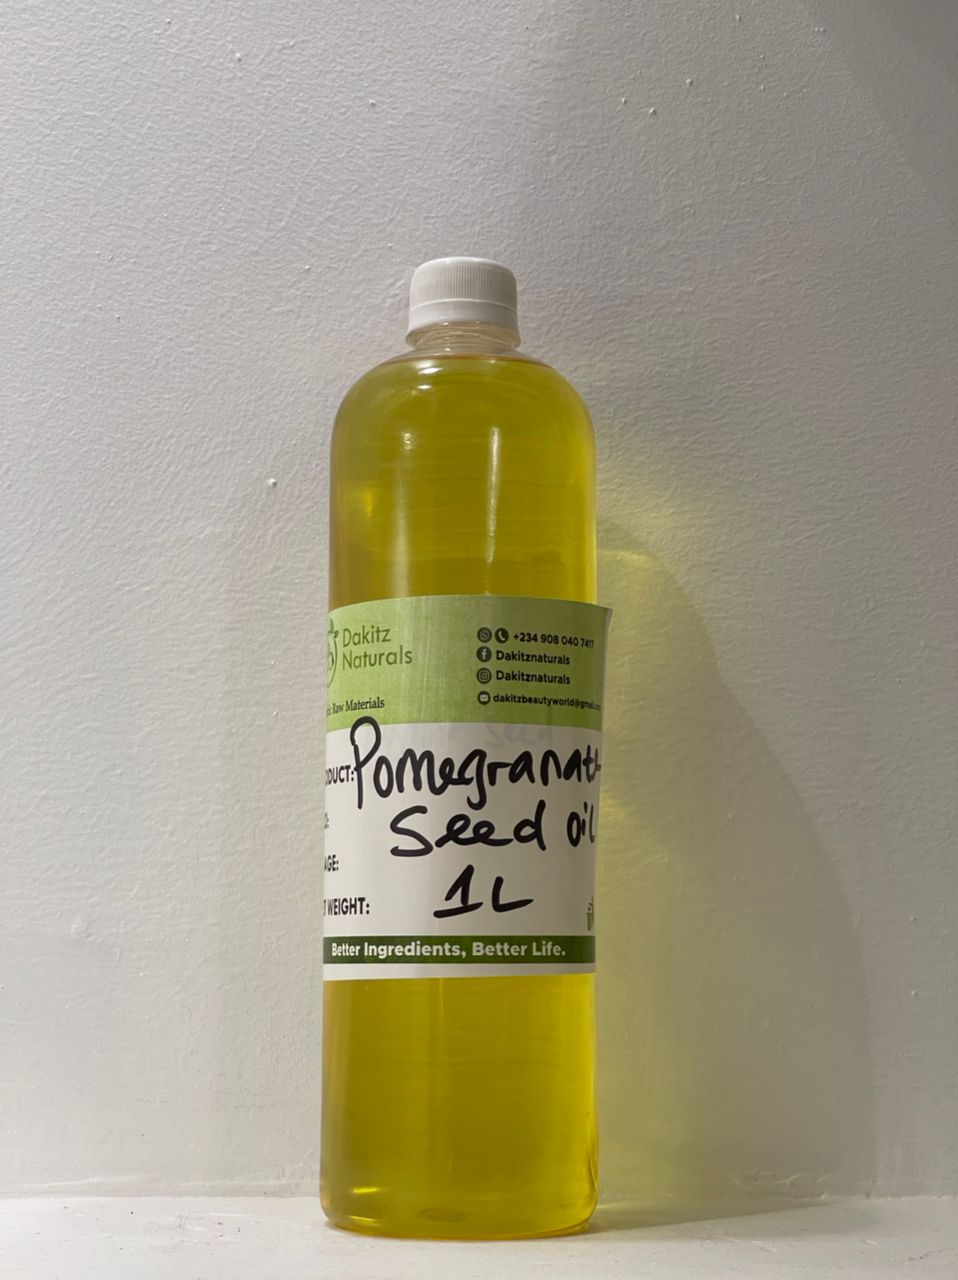 Dakitz
Naturals
Raw Materials
+234 908 040 7417
Dakitznaturals
Dakitznaturals
dakitzbeautyworld@gmail
Pomegranate
Seed Oil
WEIGHT: 1L
Better Ingredients, Better Life.